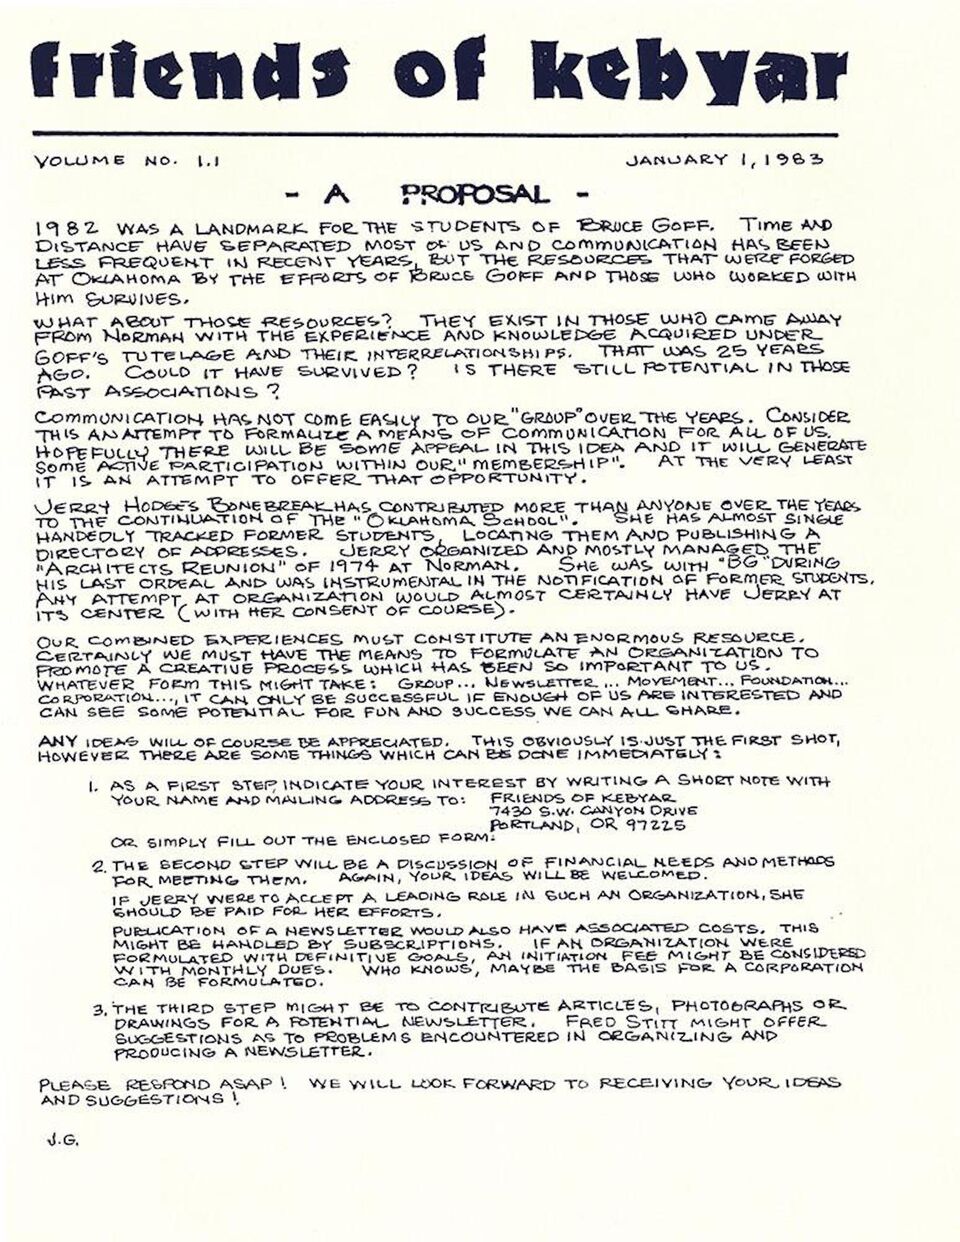 friends of kebyar
VOLUME NO. 1.1 JANUARY 1, 1983
- A PROPOSAL -
1982 WAS A LANDMARK FOR THE STUDENTS OF BRUCE GOFF. TIME AND
DISTANCE HAVE SEPARATED MOST OF US AND COMMUNICATION HAS BEEN
LESS FREQUENT IN RECENT YEARS, BUT THE RESOURCES THAT WERE FORGED
AT OKLAHOMA BY THE EFFORTS OF BRUCE GOFF AND THOSE WHO WORKED WITH
HIM SURVIVES.
WHAT ABOUT THOSE RESOURCES? THEY EXIST IN THOSE WHO CAME AWAY
FROM NORMAN WITH THE EXPERIENCE AND KNOWLEDGE ACQUIRED UNDER
GOFF'S TUTELAGE AND THEIR INTERRELATIONSHIPS. THAT WAS 25 YEARS
AGO. COULD IT HAVE SURVIVED? IS THERE STILL POTENTIAL IN THOSE
PAST ASSOCIATIONS?
COMMUNICATION HAS NOT COME EASILY TO OUR "GROUP" OVER THE YEARS. CONSIDER
THIS AN ATTEMPT TO FORMALIZE A MEANS OF COMMUNICATION FOR ALL OF US.
HOPEFULLY THERE WILL BE SOME APPEAL IN THIS IDEA AND IT WILL GENERATE
SOME ACTIVE PARTICIPATION WITHIN OUR "MEMBERSHIP". AT THE VERY LEAST
IT IS AN ATTEMPT TO OFFER THAT OPPORTUNITY.
JERRY HODGES BONEBREAK HAS CONTRIBUTED MORE THAN ANYONE OVER THE YEARS
TO THE CONTINUATION OF THE "OKLAHOMA SCHOOL". SHE HAS ALMOST SINGLE
HANDEDLY TRACKED FORMER STUDENTS, LOCATING THEM AND PUBLISHING A
DIRECTORY OF ADDRESSES. JERRY ORGANIZED AND MOSTLY MANAGED THE
"ARCHITECTS REUNION" OF 1974 AT NORMAN. SHE WAS WITH "BG" DURING
HIS LAST ORDEAL AND WAS INSTRUMENTAL IN THE NOTIFICATION OF FORMER STUDENTS.
ANY ATTEMPT AT ORGANIZATION WOULD ALMOST CERTAINLY HAVE JERRY AT
ITS CENTER (WITH HER CONSENT OF COURSE).
OUR COMBINED EXPERIENCES MUST CONSTITUTE AN ENORMOUS RESOURCE.
CERTAINLY WE MUST HAVE THE MEANS TO FORMULATE AN ORGANIZATION TO
PROMOTE A CREATIVE PROCESS WHICH HAS BEEN SO IMPORTANT TO US.
WHATEVER FORM THIS MIGHT TAKE: GROUP... NEWSLETTER... MOVEMENT... FOUNDATION...
CORPORATION..., IT CAN ONLY BE SUCCESSFUL IF ENOUGH OF US ARE INTERESTED AND
CAN SEE SOME POTENTIAL FOR FUN AND SUCCESS WE CAN ALL SHARE.
ANY IDEAS WILL OF COURSE BE APPRECIATED. THIS OBVIOUSLY IS JUST THE FIRST SHOT,
HOWEVER THERE ARE SOME THINGS WHICH CAN BE DONE IMMEDIATELY:
1. AS A FIRST STEP, INDICATE YOUR INTEREST BY WRITING A SHORT NOTE WITH
YOUR NAME AND MAILING ADDRESS TO: FRIENDS OF KEBYAR
7430 S.W. CANYON DRIVE
PORTLAND, OR 97225
OR SIMPLY FILL OUT THE ENCLOSED FORM.
2. THE SECOND STEP WILL BE A DISCUSSION OF FINANCIAL NEEDS AND METHODS
FOR MEETING THEM. AGAIN, YOUR IDEAS WILL BE WELCOMED.
IF JERRY WERE TO ACCEPT A LEADING ROLE IN SUCH AN ORGANIZATION, SHE
SHOULD BE PAID FOR HER EFFORTS.
PUBLICATION OF A NEWSLETTER WOULD ALSO HAVE ASSOCIATED COSTS. THIS
MIGHT BE HANDLED BY SUBSCRIPTIONS. IF AN ORGANIZATION WERE
FORMULATED WITH DEFINITIVE GOALS, AN INITIATION FEE MIGHT BE CONSIDERED
WITH MONTHLY DUES. WHO KNOWS, MAYBE THE BASIS FOR A CORPORATION
CAN BE FORMULATED.
3. THE THIRD STEP MIGHT BE TO CONTRIBUTE ARTICLES, PHOTOGRAPHS OR
DRAWINGS FOR A POTENTIAL NEWSLETTER. FRED STITT MIGHT OFFER
SUGGESTIONS AS TO PROBLEMS ENCOUNTERED IN ORGANIZING AND
PRODUCING A NEWSLETTER.
PLEASE RESPOND ASAP! WE WILL LOOK FORWARD TO RECEIVING YOUR IDEAS
AND SUGGESTIONS!
J.G.